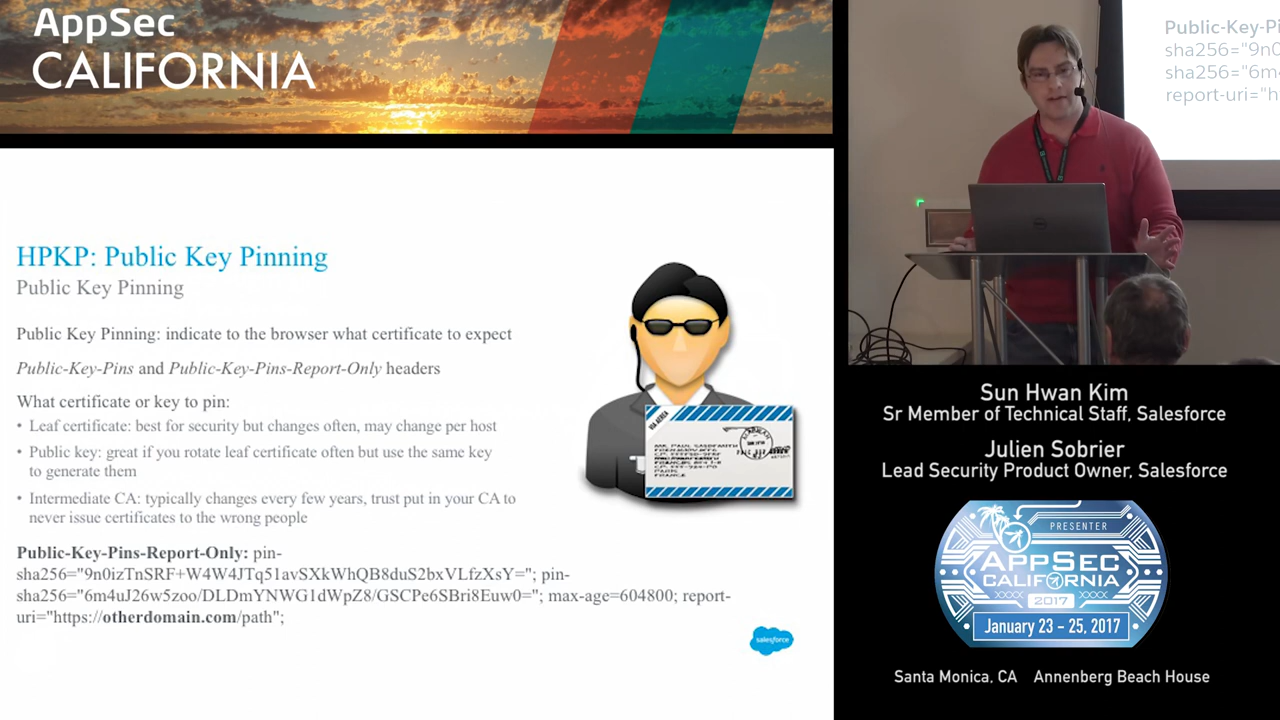 AppSec
CALIFORNIA
HPKP: Public Key Pinning
Public Key Pinning
Public Key Pinning: indicate to the browser what certificate to expect
Public-Key-Pins and Public-Key-Pins-Report-Only headers
What certificate or key to pin:
• Leaf certificate: best for security but changes often, may change per host
• Public key: great if you rotate leaf certificate often but use the same key
to generate them
• Intermediate CA: typically changes every few years, trust put in your CA to
never issue certificates to the wrong people
Public-Key-Pins-Report-Only: pin-
sha256="9n0izTnSRF+W4W4JTq51avSXkWhQB8duS2bxVLfzXsY="; pin-
sha256="6m4uJ26w5zoo/DLDmYNWG1dWpZ8/GSCPe6SBri8Euw0="; max-age=604800; report-
uri="https://otherdomain.com/path";
salesforce
VIA AEREA
FRANCE
Public-Key-Pi
sha256="9n0
sha256="6m
report-uri="h
Sun Hwan Kim
Sr Member of Technical Staff, Salesforce
Julien Sobrier
Lead Security Product Owner, Salesforce
PRESENTER
APPSEC
CALIFORNIA
2017
January 23 - 25, 2017
Santa Monica, CA Annenberg Beach House